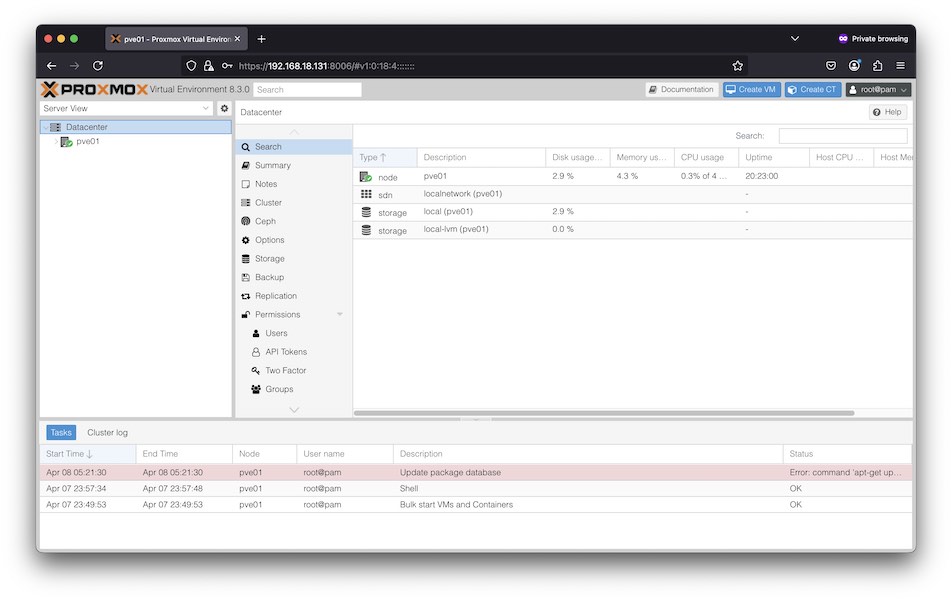 pve01 - Proxmox Virtual Environ
Private browsing
https://192.168.18.131:8006/#v1:0:18:4:::::::
PROXMOX Virtual Environment 8.3.0 Search
Documentation Create VM Create CT root@pam
Server View
Datacenter
Help
Datacenter
pve01
Search
Summary
Notes
Cluster
Ceph
Options
Storage
Backup
Replication
Permissions
Users
API Tokens
Two Factor
Groups
Search:
Type Description Disk usage... Memory us... CPU usage Uptime Host CPU ... Host Mem
node pve01 2.9 % 4.3 % 0.3% of 4 ... 20:23:00
sdn localnetwork (pve01) -
storage local (pve01) 2.9 % -
storage local-lvm (pve01) 0.0 % -
Tasks Cluster log
Start Time End Time Node User name Description Status
Apr 08 05:21:30 Apr 08 05:21:30 pve01 root@pam Update package database Error: command 'apt-get up...
Apr 07 23:57:34 Apr 07 23:57:48 pve01 root@pam Shell OK
Apr 07 23:49:53 Apr 07 23:49:53 pve01 root@pam Bulk start VMs and Containers OK